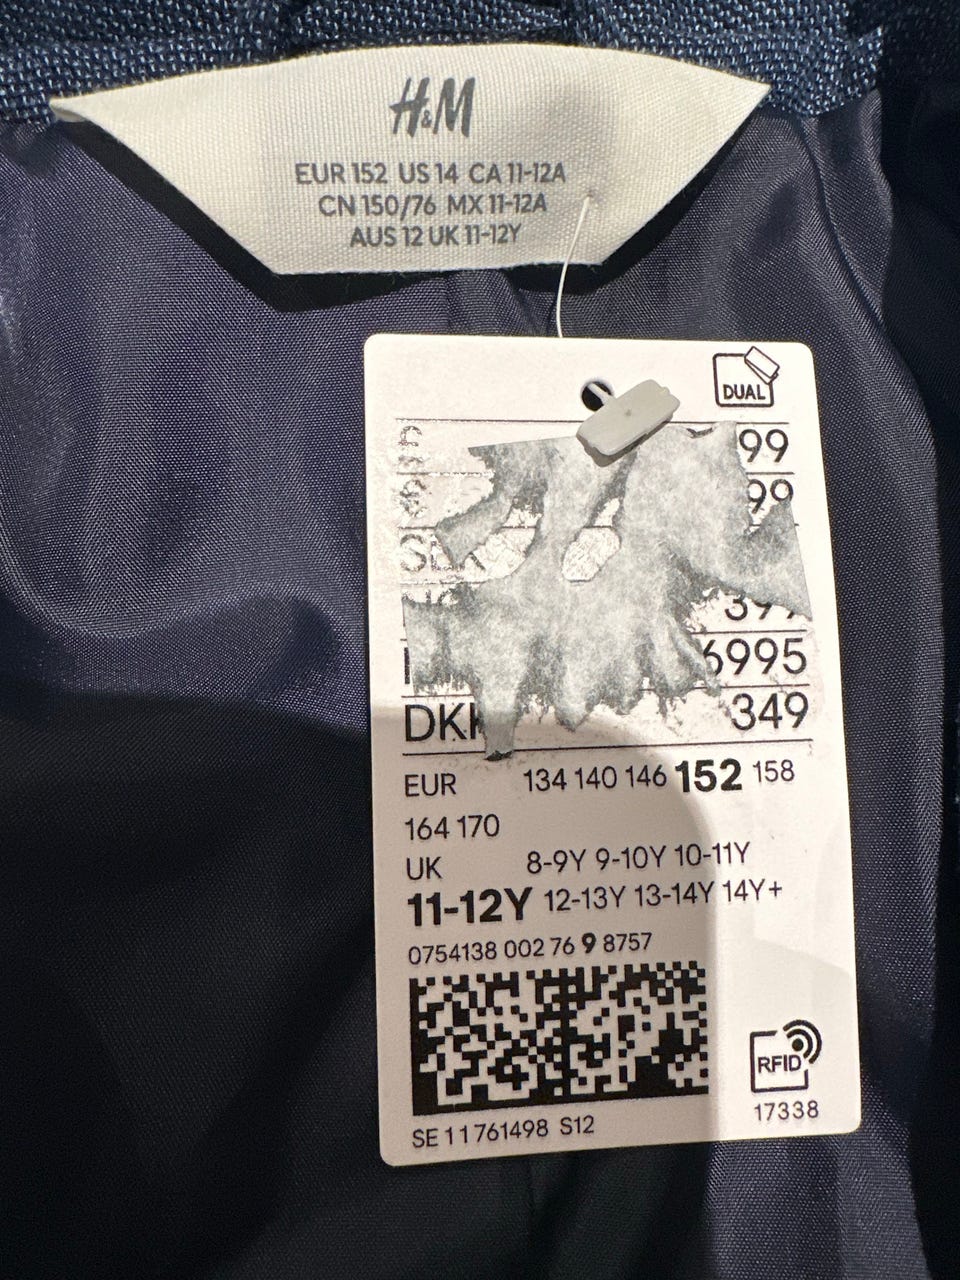 H&M
EUR 152 US 14 CA 11-12A
CN 150/76 MX 11-12A
AUS 12 UK 11-12Y
DUAL
£ 99
99
399
6995
DKK 349
EUR 134 140 146 152 158
164 170
UK 8-9Y 9-10Y 10-11Y
11-12Y 12-13Y 13-14Y 14Y+
0754138 002 76 9 8757
RFID
17338
SE 11761498 S12